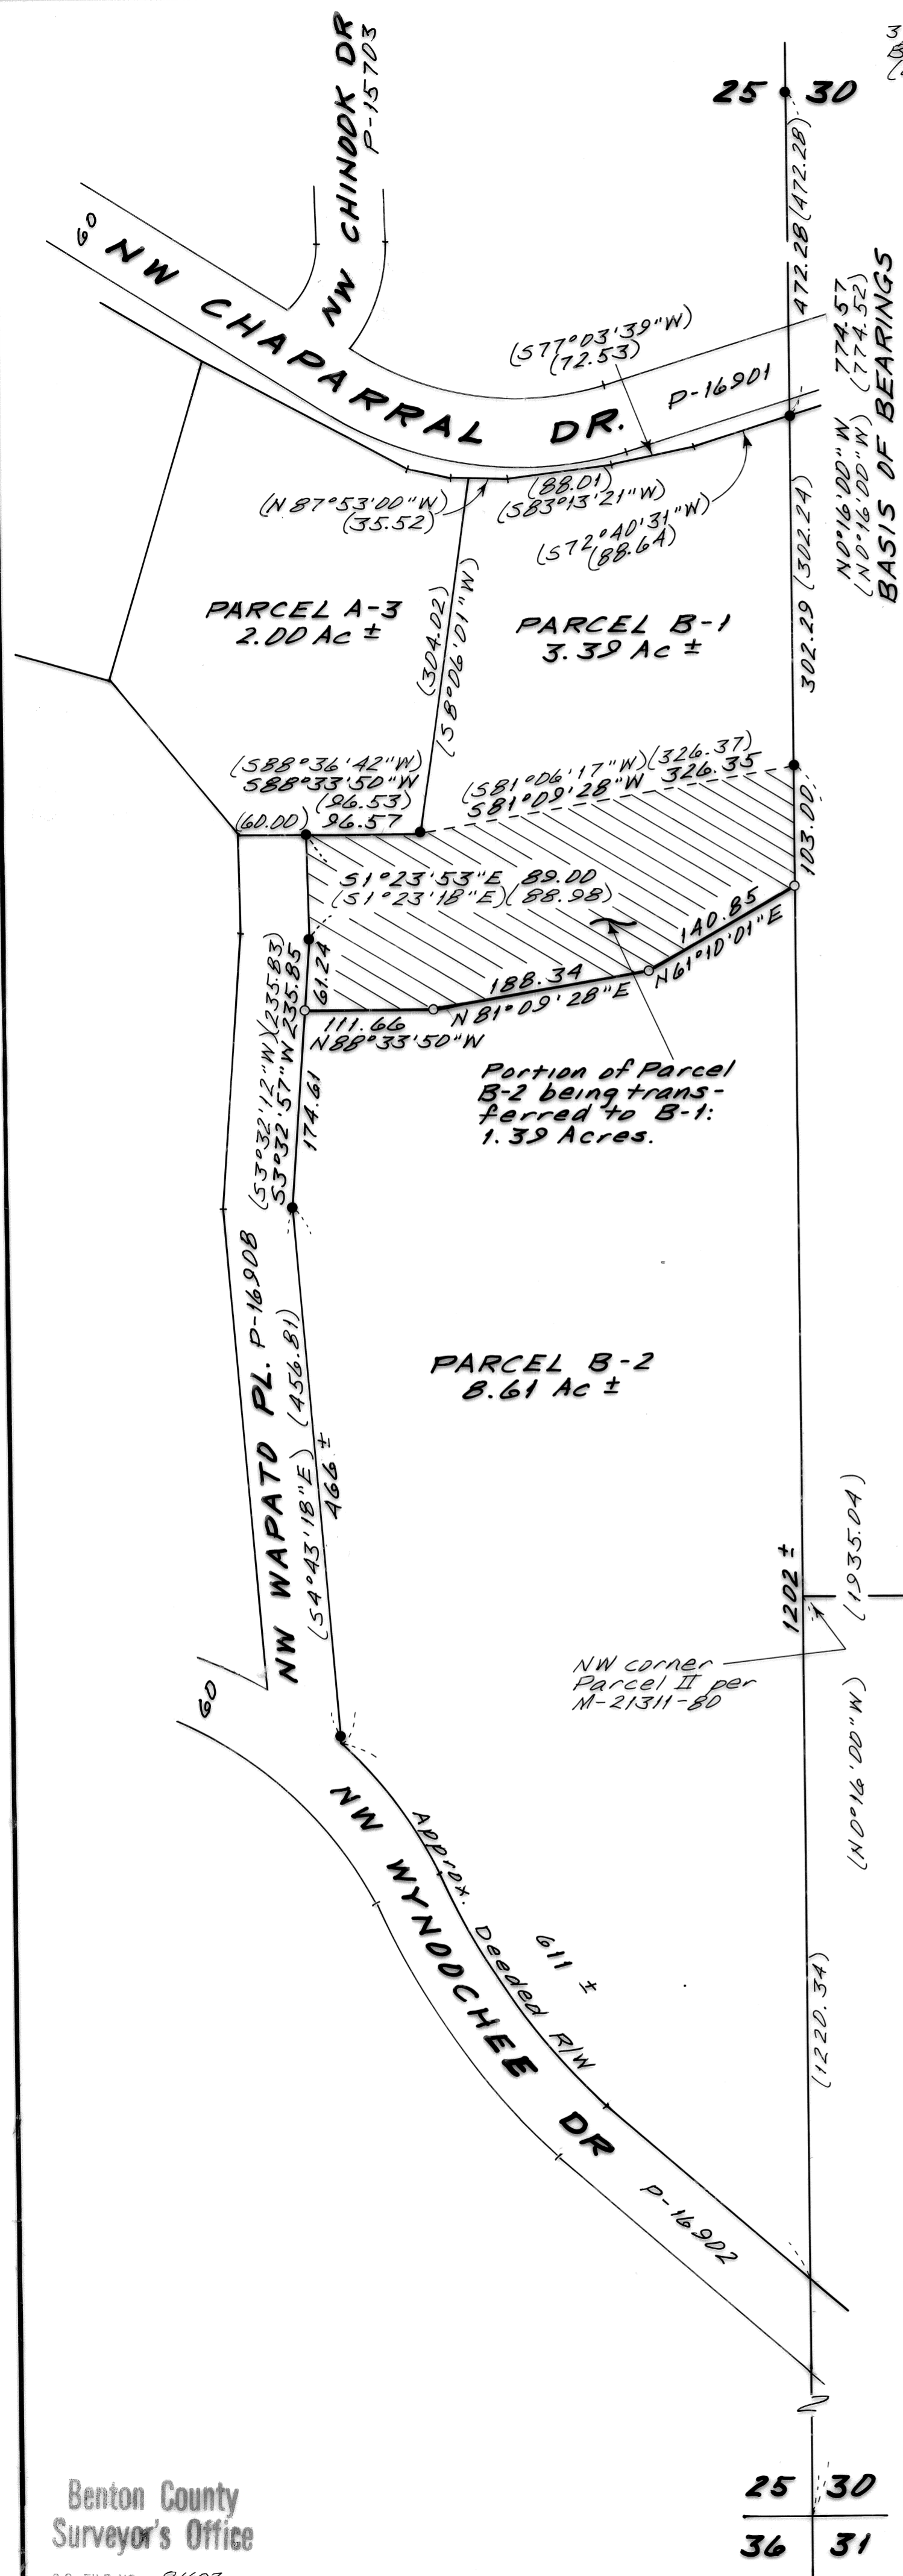 NW CHINOOK DR
P-15703
25 30
60
NW CHAPARRAL DR.
P-16901
472.28 (472.28)
N0°16'00"W 774.57
(N0°16'00"W) (774.52)
BASIS OF BEARINGS
(S77°03'39"W)
(72.53)
(N87°53'00"W)
(35.52)
(88.01)
(S83°13'21"W)
(S72°40'31"W)
(88.64)
302.29 (302.24)
PARCEL A-3
2.00 Ac ±
(304.02)
(S8°06'01"W)
PARCEL B-1
3.39 Ac ±
(S88°36'42"W)
S88°33'50"W
(96.53)
(60.00) 96.57
(S81°06'17"W)(326.37)
S81°09'28"W 326.35
103.00
S1°23'53"E 89.00
(S1°23'18"E)(88.98)
140.85
N61°10'01"E
188.34
N81°09'28"E
61.24
111.66
N88°33'50"W
(S3°32'12"W)(235.83)
S3°32'57"W 235.85
174.61
Portion of Parcel
B-2 being trans-
ferred to B-1:
1.39 Acres.
NW WAPATO PL. P-16908
(S4°43'18"E) (456.81)
466 ±
PARCEL B-2
8.61 Ac ±
1202 ±
(1935.04)
NW corner
Parcel II per
M-21311-80
(N0°16'00"W)
60
NW WYNOOCHEE DR
P-16902
Approx. Deeded R/W
611 ±
(1220.34)
25 30
36 31
Benton County
Surveyor's Office